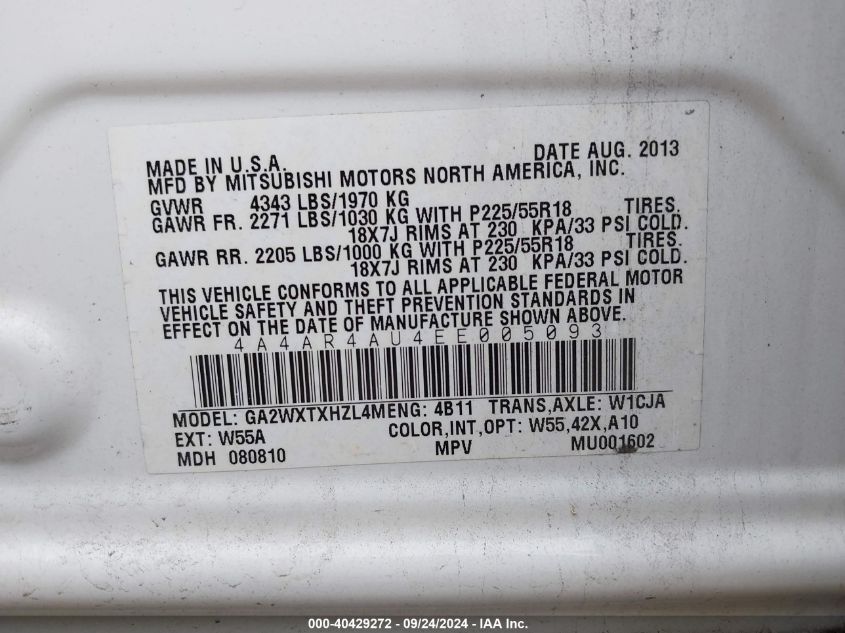 MADE IN U.S.A. DATE AUG. 2013
MFD BY MITSUBISHI MOTORS NORTH AMERICA, INC.
GVWR 4343 LBS/1970 KG
GAWR FR. 2271 LBS/1030 KG WITH P225/55R18 TIRES.
18X7J RIMS AT 230 KPA/33 PSI COLD.
GAWR RR. 2205 LBS/1000 KG WITH P225/55R18 TIRES.
18X7J RIMS AT 230 KPA/33 PSI COLD.
THIS VEHICLE CONFORMS TO ALL APPLICABLE FEDERAL MOTOR
VEHICLE SAFETY AND THEFT PREVENTION STANDARDS IN
EFFECT ON THE DATE OF MANUFACTURE SHOWN ABOVE.
4A4AR4AU4EE005093
MODEL: GA2WXTXHZL4MENG: 4B11 TRANS,AXLE: W1CJA
EXT: W55A COLOR,INT,OPT: W55,42X,A10
MDH 080810 MPV MU001602
000-40429272 - 09/24/2024 - IAA Inc.